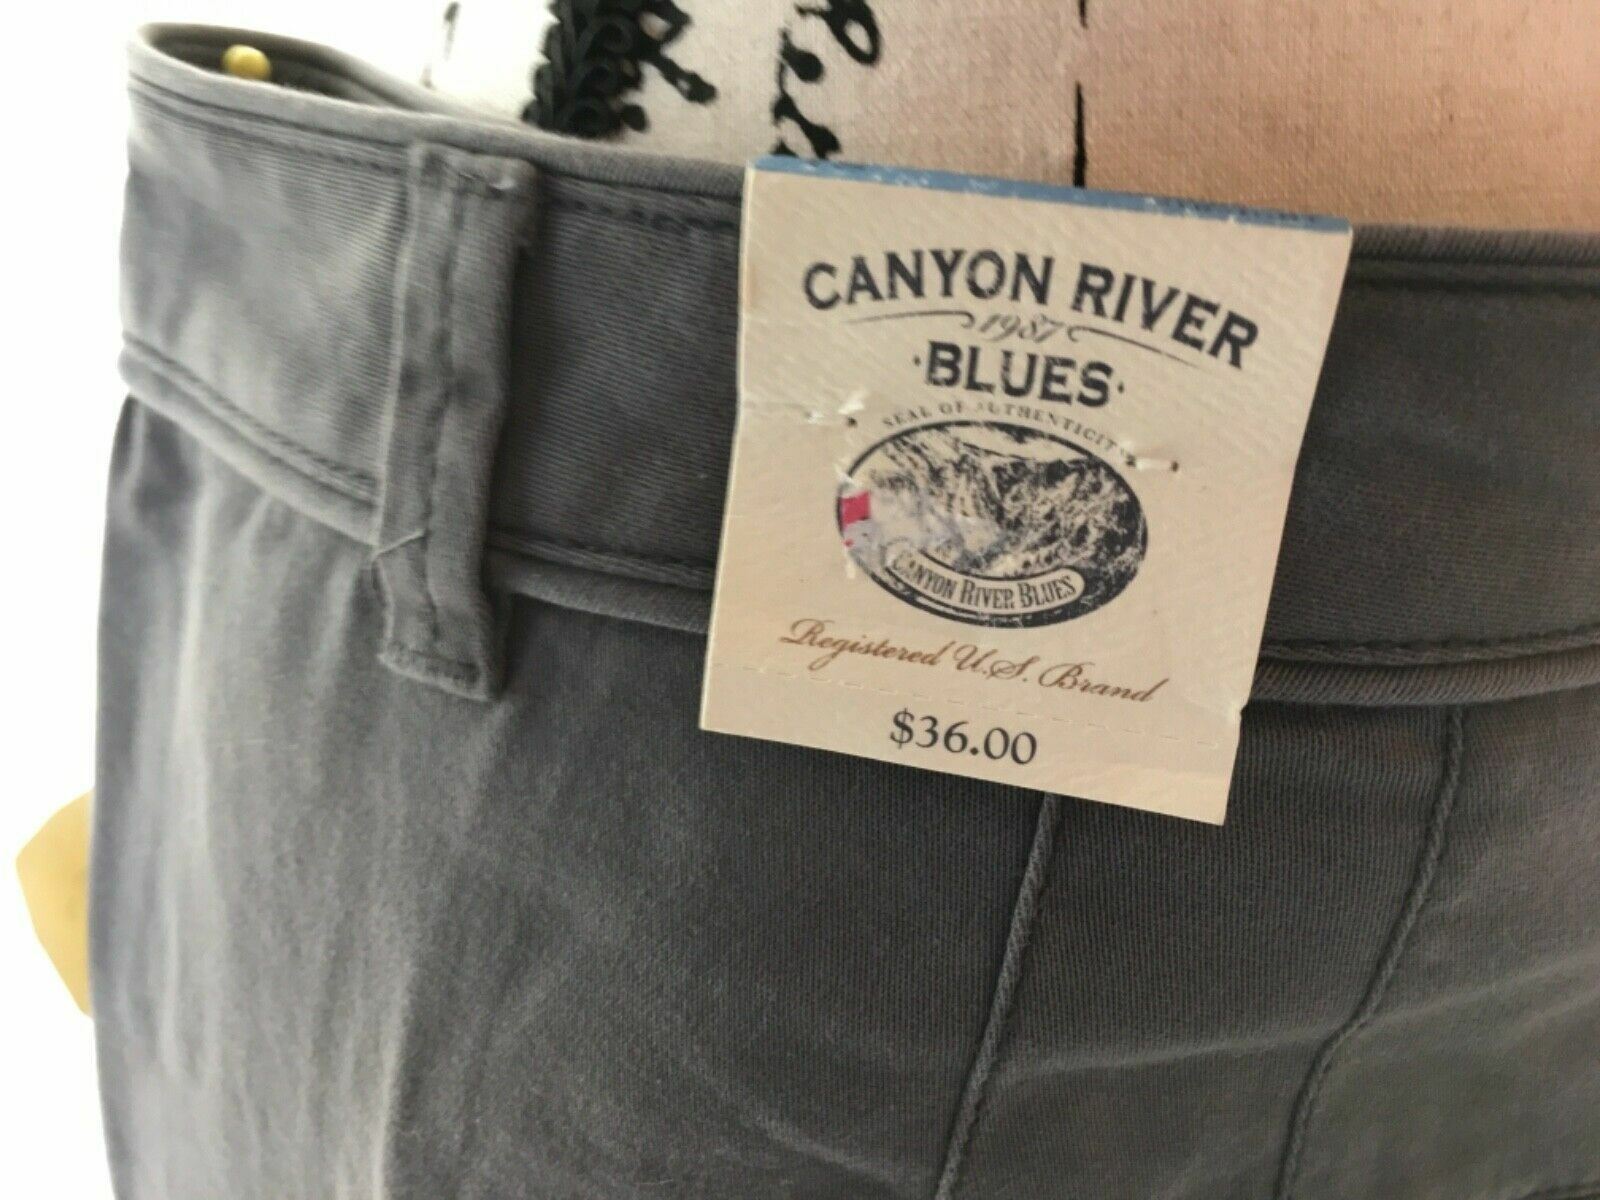 CANYON RIVER
1987
BLUES
SEAL OF AUTHENTICITY
CANYON RIVER BLUES
Registered U.S. Brand
$36.00